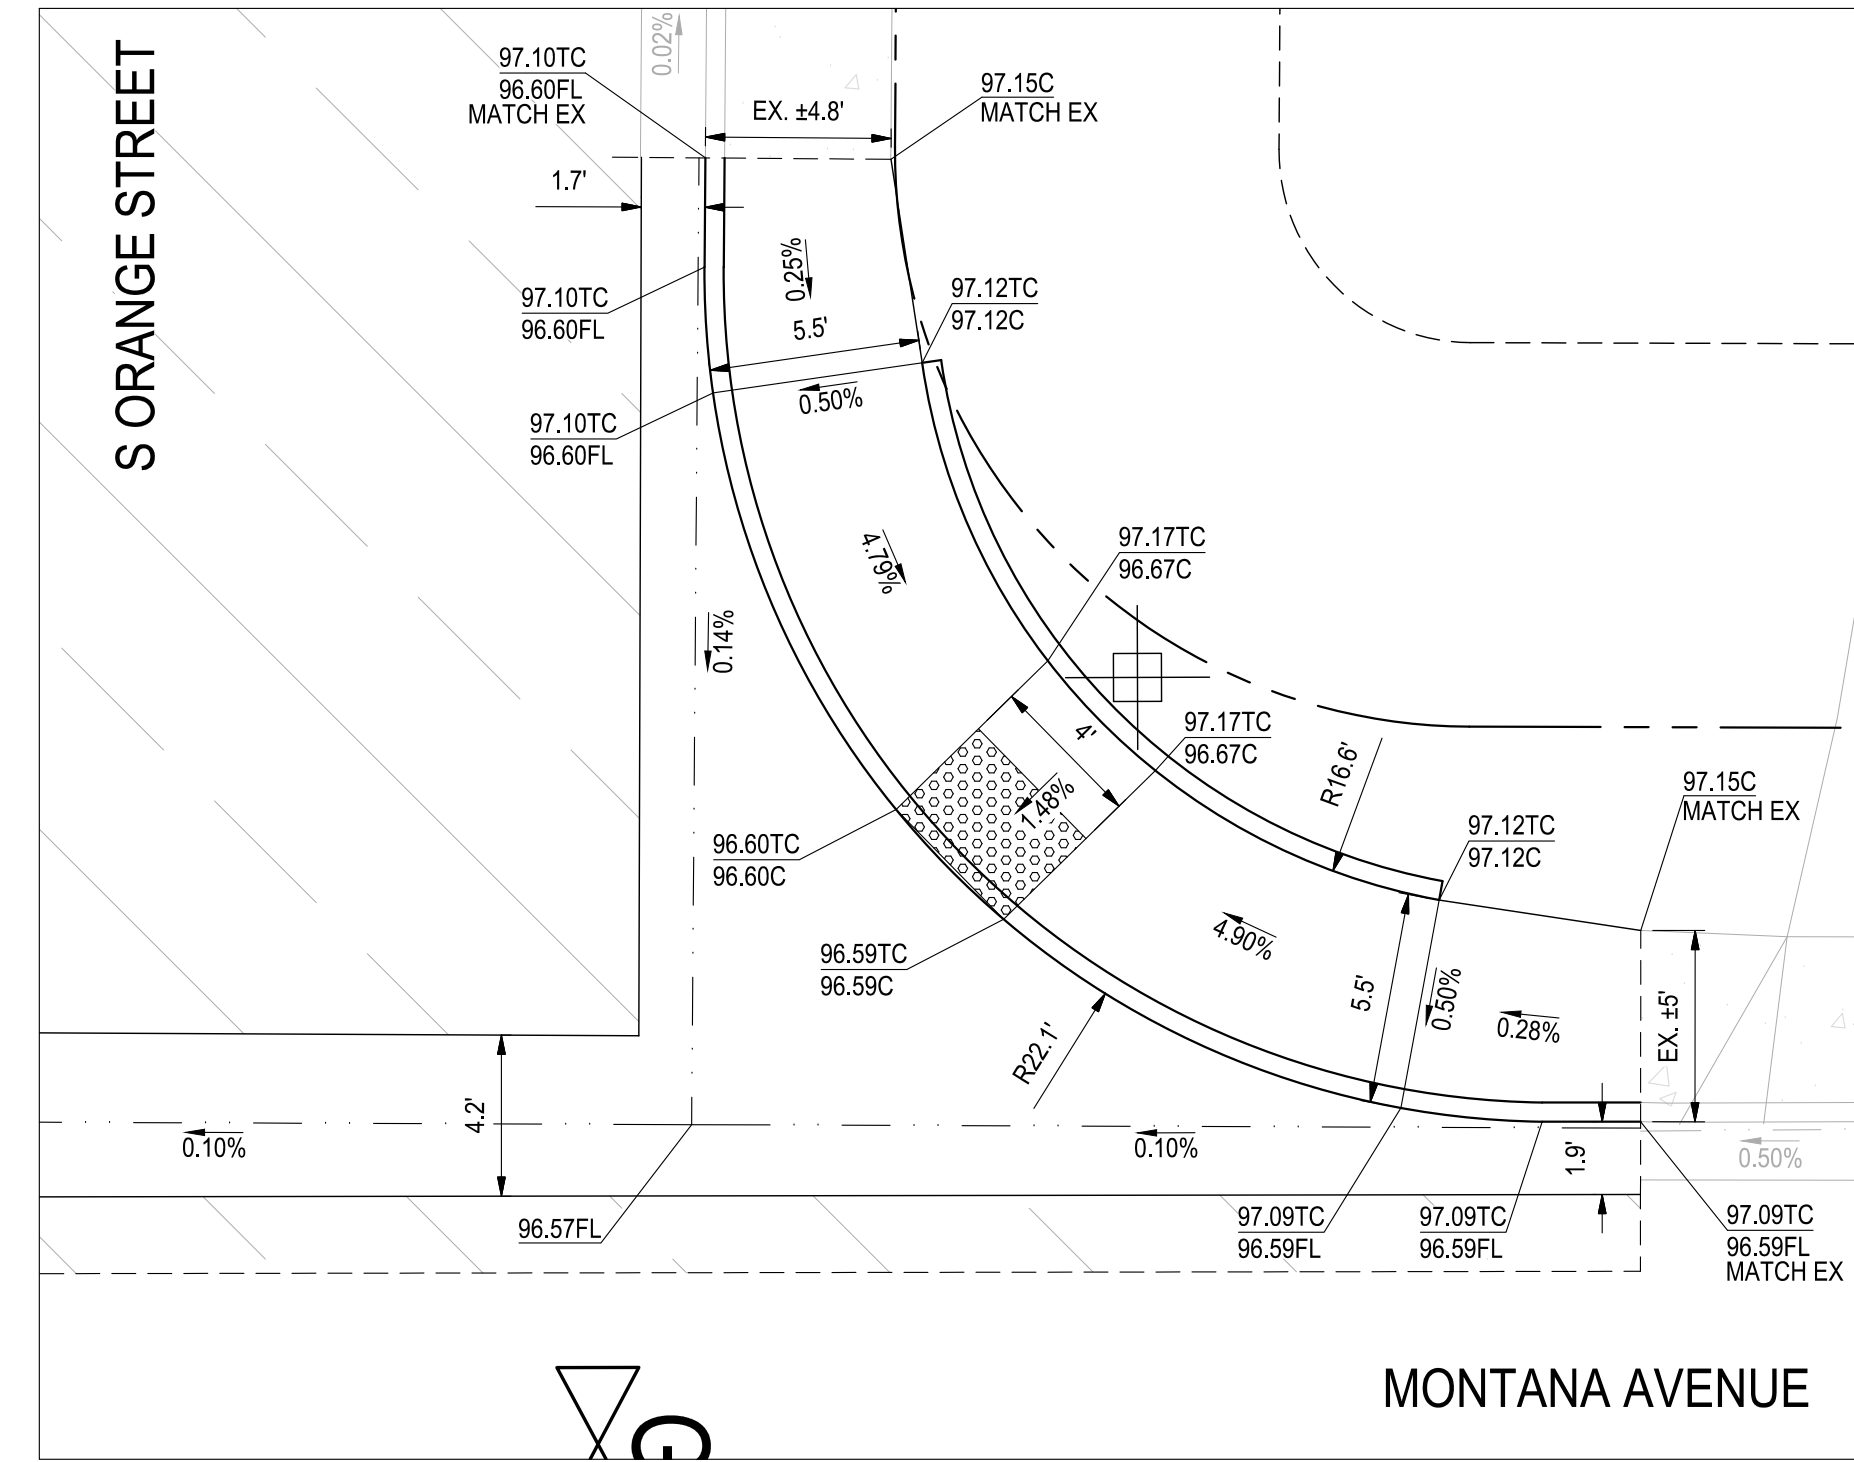 S ORANGE STREET
97.10TC
96.60FL
MATCH EX
0.02%
EX. ±4.8'
97.15C
MATCH EX
1.7'
0.25%
97.10TC
96.60FL
5.5'
97.12TC
97.12C
0.50%
97.10TC
96.60FL
4.79%
97.17TC
96.67C
0.14%
4'
97.17TC
96.67C
1.48%
R16.6'
97.15C
MATCH EX
96.60TC
96.60C
97.12TC
97.12C
96.59TC
96.59C
4.90%
5.5'
0.50%
0.28%
EX. ±5'
R22.1'
4.2'
0.10%
0.10%
1.9'
0.50%
96.57FL
97.09TC
96.59FL
97.09TC
96.59FL
97.09TC
96.59FL
MATCH EX
MONTANA AVENUE
G